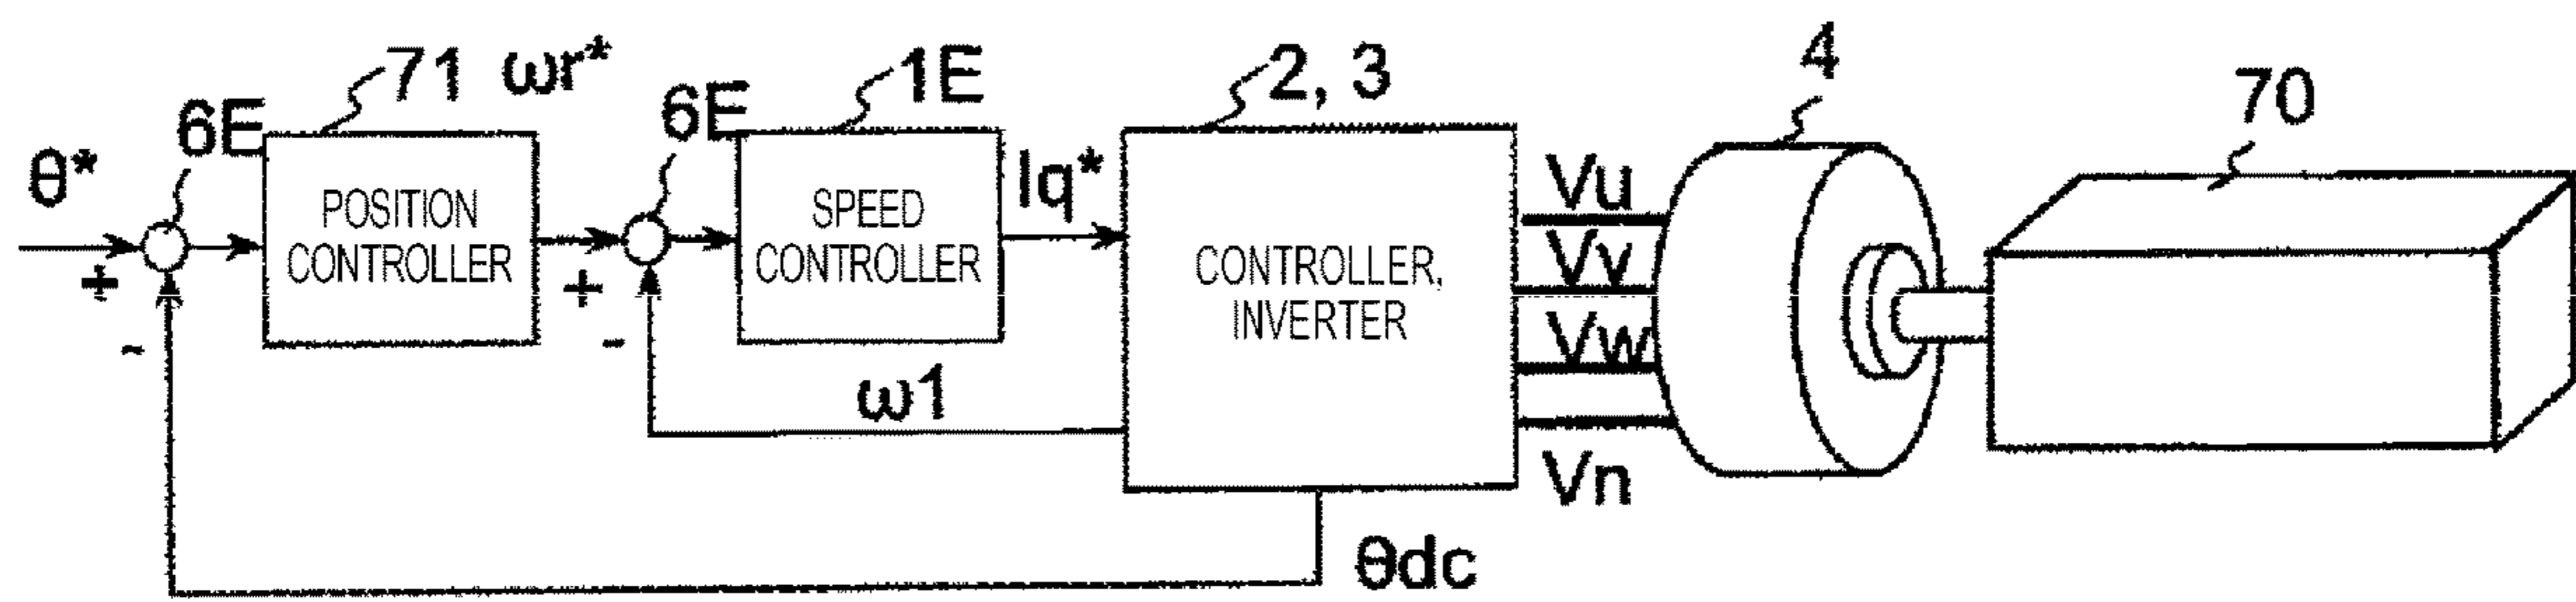 θ*
6E
71
ωr*
6E
1E
2, 3
4
70
POSITION
CONTROLLER
SPEED
CONTROLLER
Iq*
CONTROLLER,
INVERTER
Vu
Vv
Vw
Vn
+
-
+
-
ω1
θdc